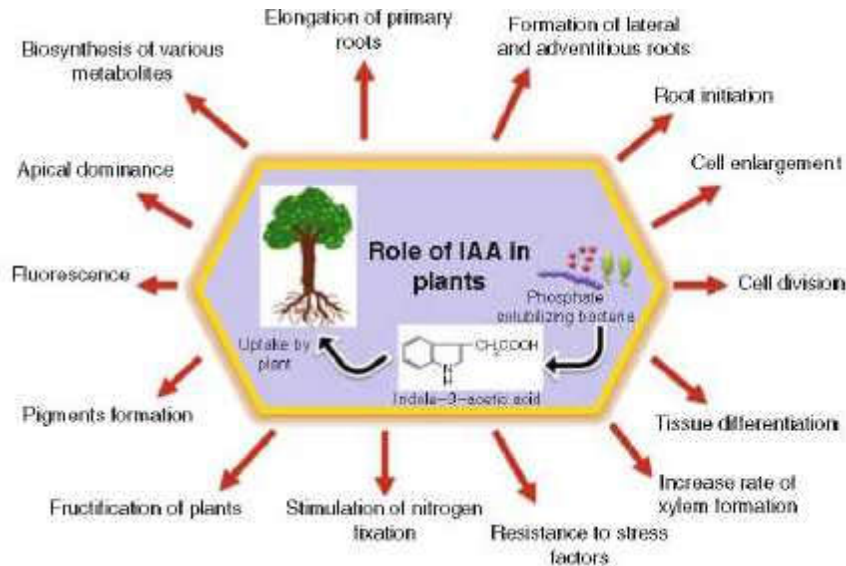 Elongation of primary
roots
Formation of lateral
and adventitious roots
Biosynthesis of various
metabolites
Root initiation
Apical dominance
Cell enlargement
Role of IAA in
plants
Fluorescence
Cell division
Phosphate
solubilizing bacteria
Uptake by
plant
CH2COOH
N
H
Indole-3-acetic acid
Pigments formation
Tissue differentiation
Fructification of plants
Stimulation of nitrogen
fixation
Resistance to stress
factors
Increase rate of
xylem formation